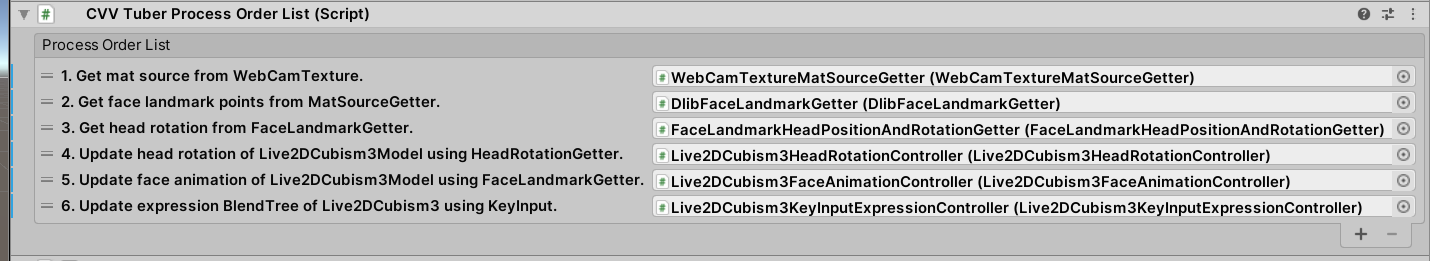 CVV Tuber Process Order List (Script)
Process Order List
1. Get mat source from WebCamTexture. WebCamTextureMatSourceGetter (WebCamTextureMatSourceGetter)
2. Get face landmark points from MatSourceGetter. DlibFaceLandmarkGetter (DlibFaceLandmarkGetter)
3. Get head rotation from FaceLandmarkGetter. FaceLandmarkHeadPositionAndRotationGetter (FaceLandmarkHeadPositionAndRotationGetter)
4. Update head rotation of Live2DCubism3Model using HeadRotationGetter. Live2DCubism3HeadRotationController (Live2DCubism3HeadRotationController)
5. Update face animation of Live2DCubism3Model using FaceLandmarkGetter. Live2DCubism3FaceAnimationController (Live2DCubism3FaceAnimationController)
6. Update expression BlendTree of Live2DCubism3 using KeyInput. Live2DCubism3KeyInputExpressionController (Live2DCubism3KeyInputExpressionController)